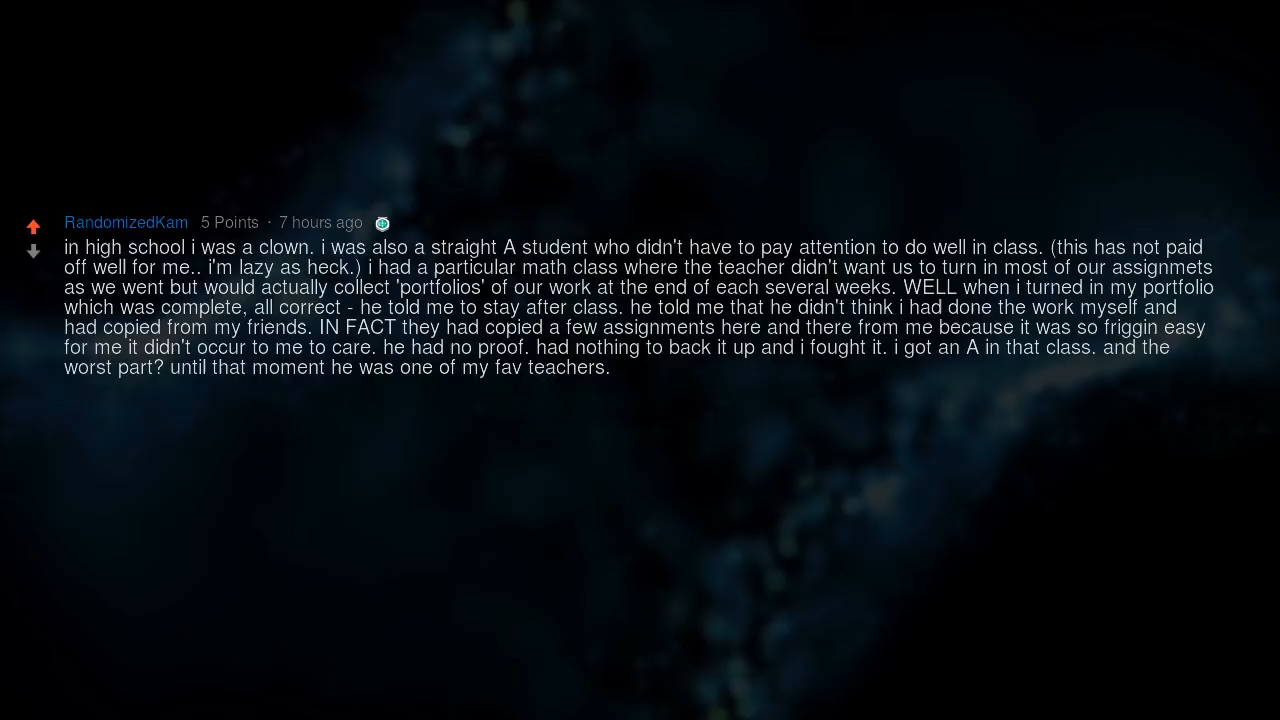 RandomizedKam 5 Points · 7 hours ago
in high school i was a clown. i was also a straight A student who didn't have to pay attention to do well in class. (this has not paid
off well for me.. i'm lazy as heck.) i had a particular math class where the teacher didn't want us to turn in most of our assignmets
as we went but would actually collect 'portfolios' of our work at the end of each several weeks. WELL when i turned in my portfolio
which was complete, all correct - he told me to stay after class. he told me that he didn't think i had done the work myself and
had copied from my friends. IN FACT they had copied a few assignments here and there from me because it was so friggin easy
for me it didn't occur to me to care. he had no proof. had nothing to back it up and i fought it. i got an A in that class. and the
worst part? until that moment he was one of my fav teachers.